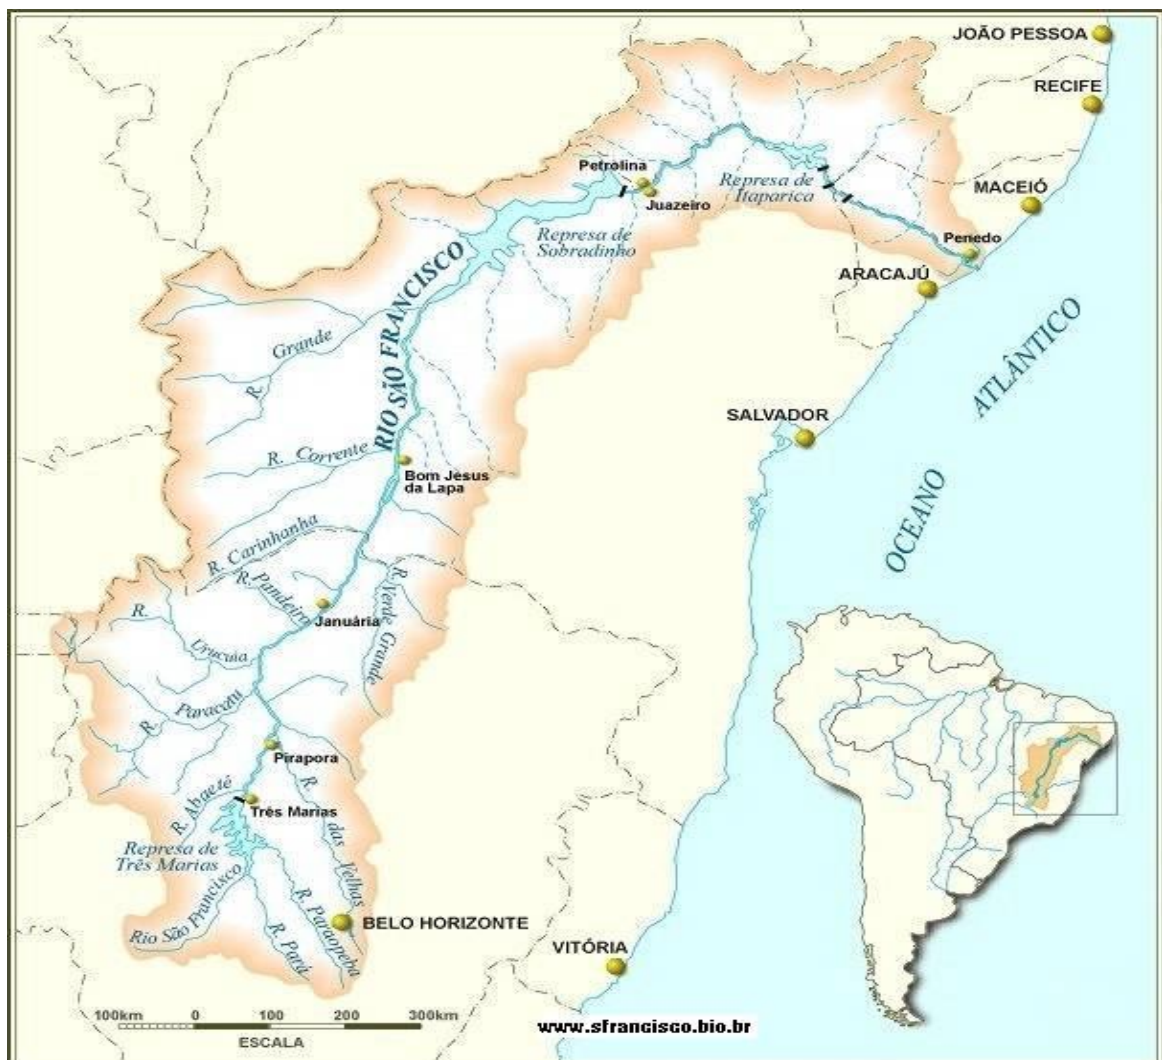 JOÃO PESSOA
RECIFE
MACEIÓ
Petrolina
Juazeiro
Represa de
Itaparica
Represa de
Sobradinho
Penedo
ARACAJÚ
RIO SÃO FRANCISCO
R. Grande
OCEANO ATLÂNTICO
SALVADOR
R. Corrente
Bom Jesus
da Lapa
R. Carinhanha
R. Pandeiro
R. Verde Grande
Januária
R. Urucuia
R. Paracatu
Pirapora
R. Abaeté
Três Marias
Represa de
Três Marias
R. das Velhas
Rio São Francisco
R. Pará
R. Paraopeba
BELO HORIZONTE
VITÓRIA
100km 0 100 200 300km
ESCALA
www.sfrancisco.bio.br